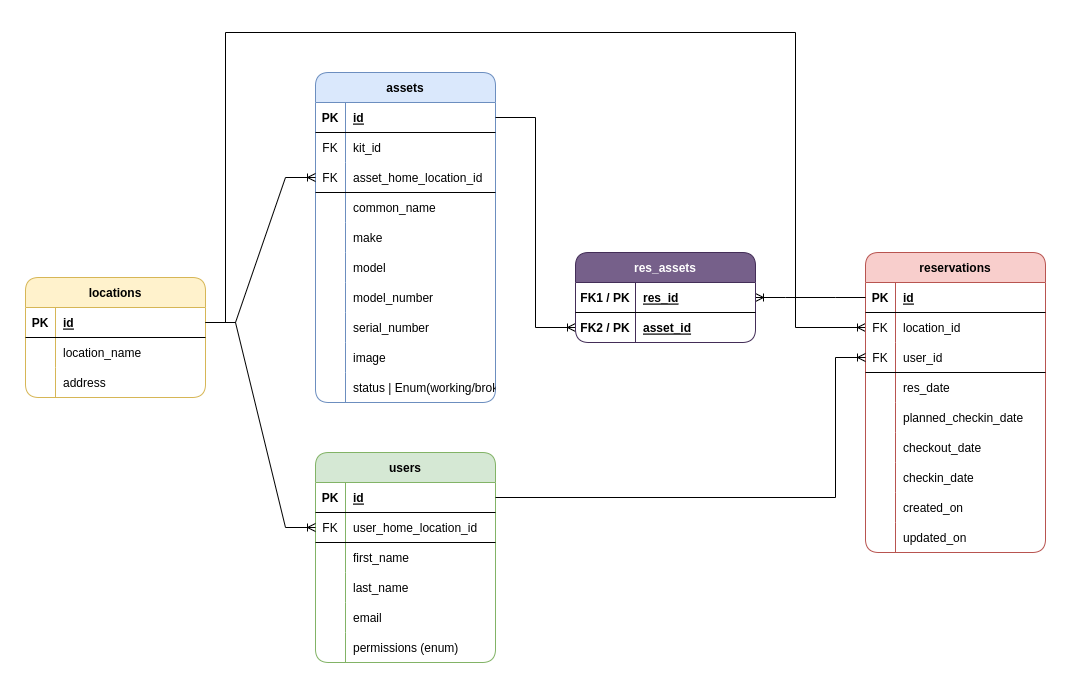 assets
PK id
FK kit_id
FK asset_home_location_id
common_name
make
model
model_number
serial_number
image
status | Enum(working/brok
locations
PK id
location_name
address
res_assets
FK1 / PK res_id
FK2 / PK asset_id
reservations
PK id
FK location_id
FK user_id
res_date
planned_checkin_date
checkout_date
checkin_date
created_on
updated_on
users
PK id
FK user_home_location_id
first_name
last_name
email
permissions (enum)